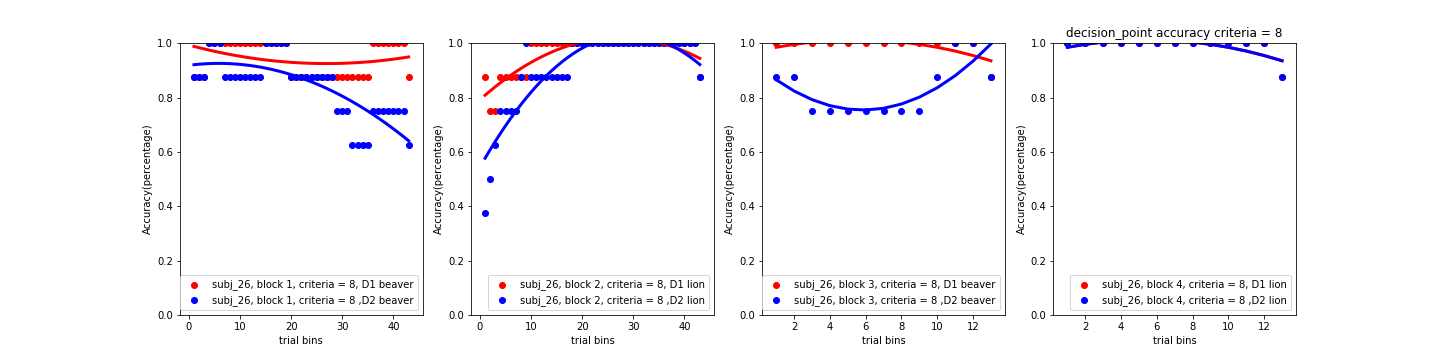 decision_point accuracy criteria = 8
1.0
0.8
0.6
0.4
0.2
0.0
Accuracy(percentage)
subj_26, block 1, criteria = 8, D1 beaver
subj_26, block 1, criteria = 8 ,D2 beaver
0 10 20 30 40
trial bins
1.0
0.8
0.6
0.4
0.2
0.0
Accuracy(percentage)
subj_26, block 2, criteria = 8, D1 lion
subj_26, block 2, criteria = 8 ,D2 lion
0 10 20 30 40
trial bins
1.0
0.8
0.6
0.4
0.2
0.0
Accuracy(percentage)
subj_26, block 3, criteria = 8, D1 beaver
subj_26, block 3, criteria = 8 ,D2 beaver
2 4 6 8 10 12
trial bins
1.0
0.8
0.6
0.4
0.2
0.0
Accuracy(percentage)
subj_26, block 4, criteria = 8, D1 lion
subj_26, block 4, criteria = 8 ,D2 lion
2 4 6 8 10 12
trial bins